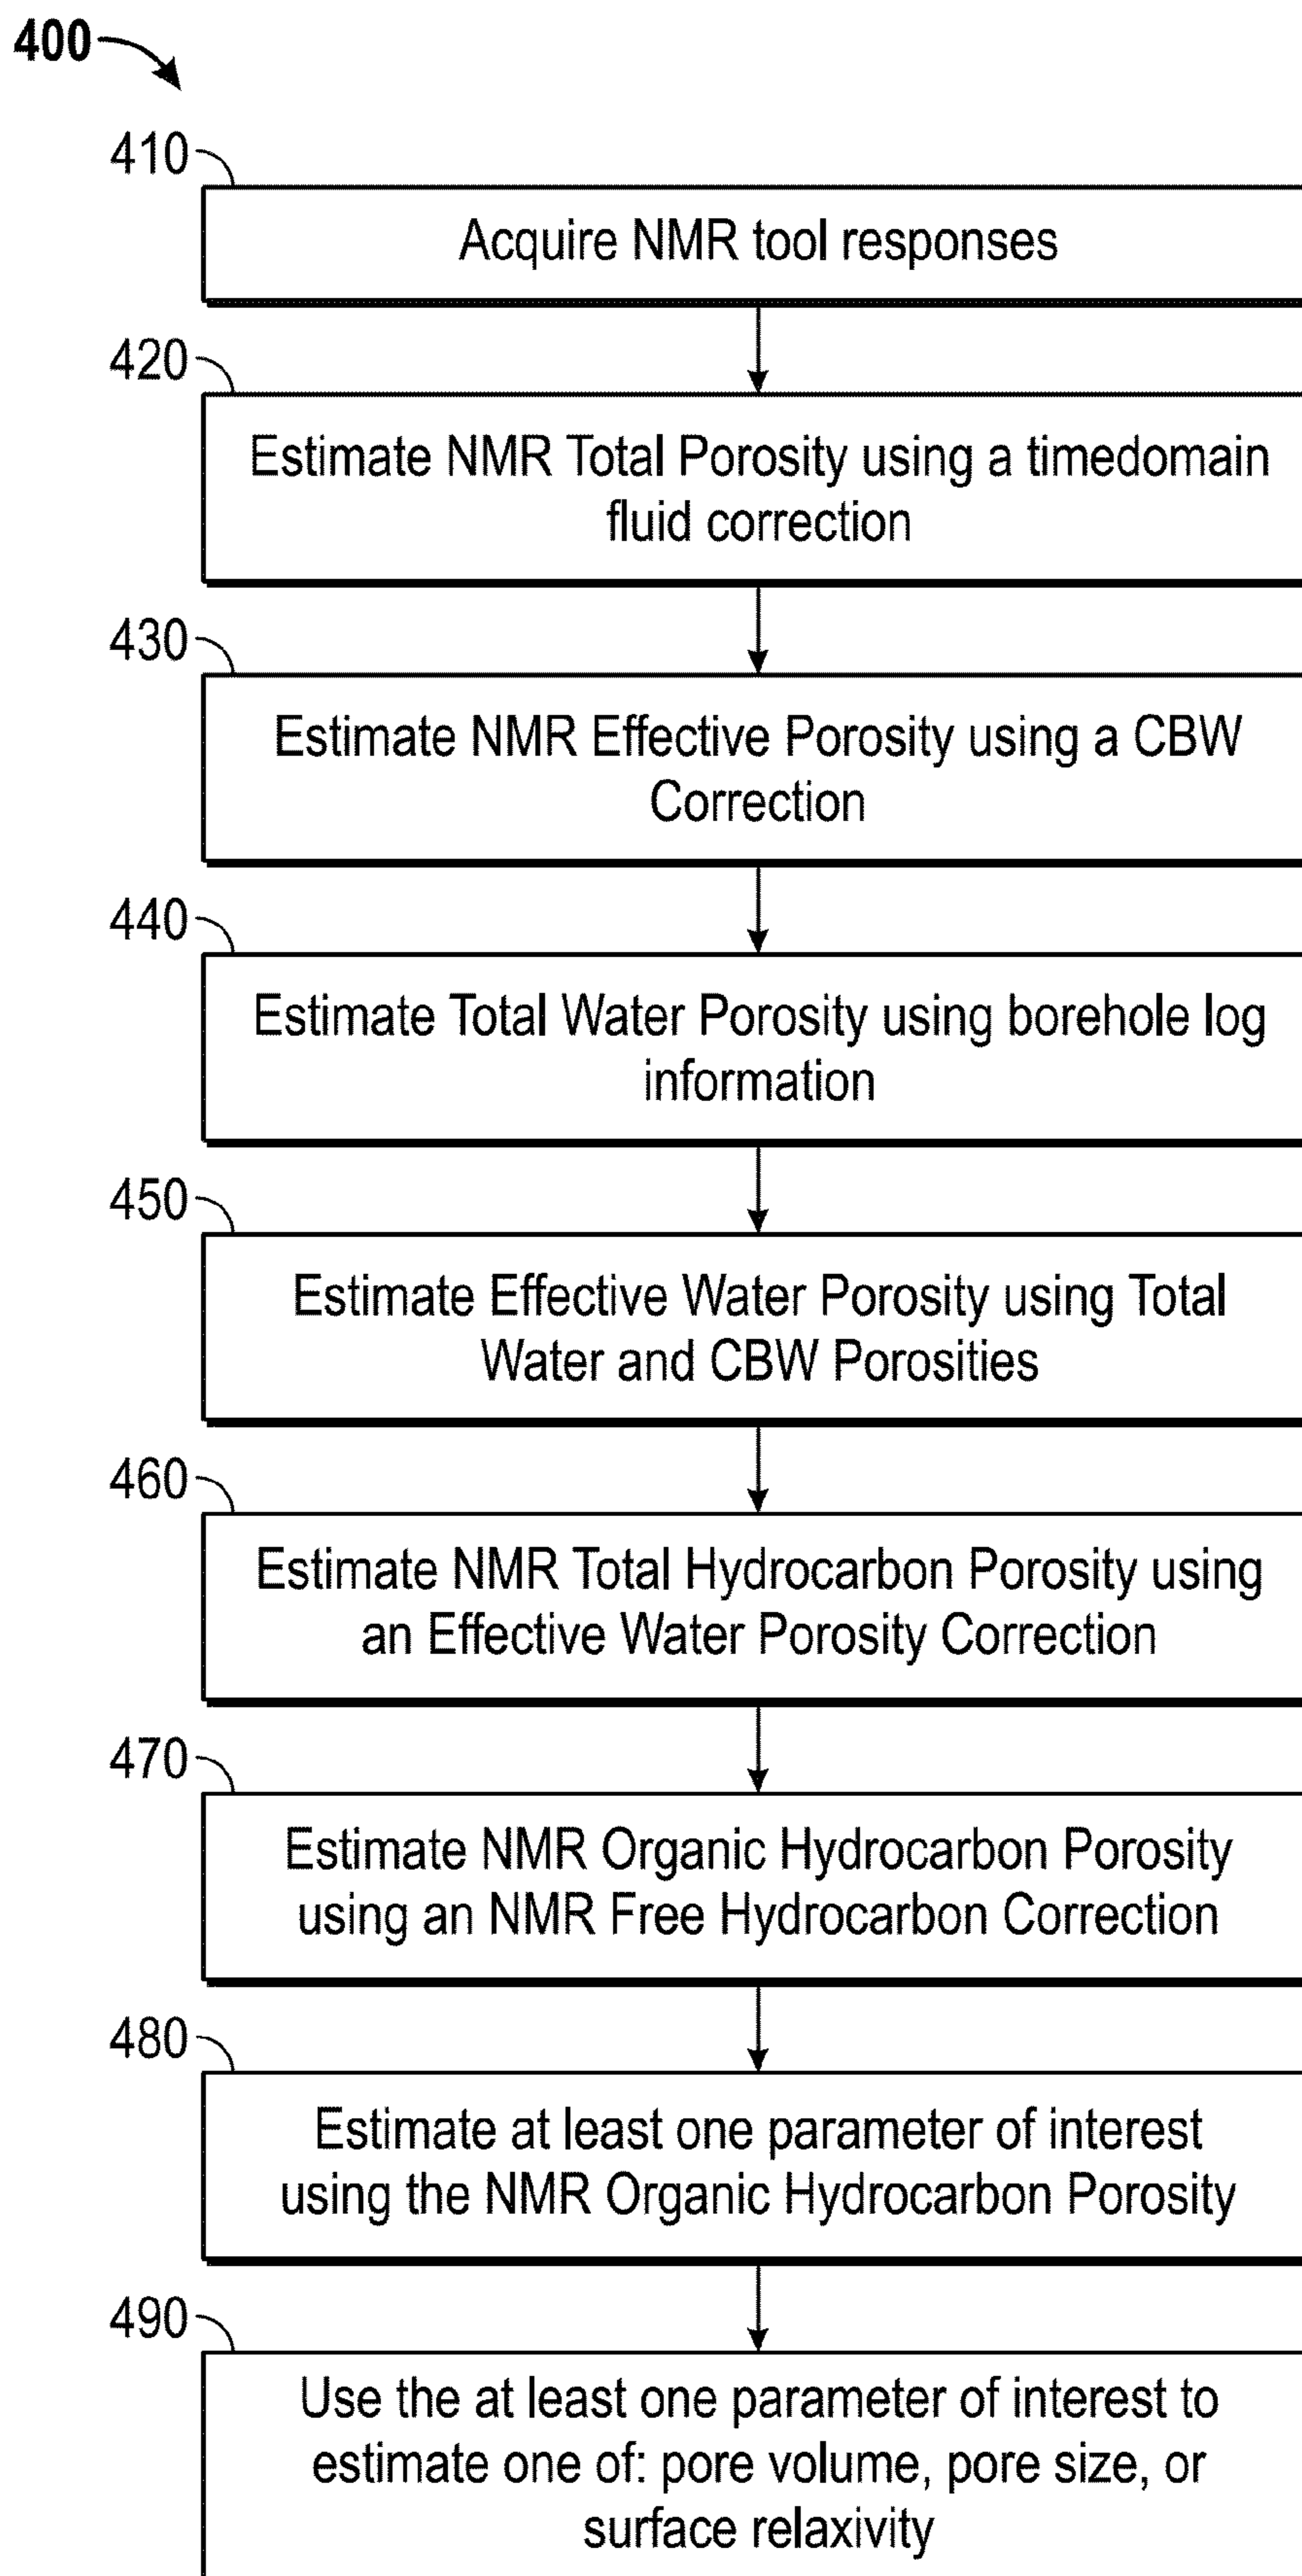 400
410
Acquire NMR tool responses
420
Estimate NMR Total Porosity using a timedomain
fluid correction
430
Estimate NMR Effective Porosity using a CBW
Correction
440
Estimate Total Water Porosity using borehole log
information
450
Estimate Effective Water Porosity using Total
Water and CBW Porosities
460
Estimate NMR Total Hydrocarbon Porosity using
an Effective Water Porosity Correction
470
Estimate NMR Organic Hydrocarbon Porosity
using an NMR Free Hydrocarbon Correction
480
Estimate at least one parameter of interest
using the NMR Organic Hydrocarbon Porosity
490
Use the at least one parameter of interest to
estimate one of: pore volume, pore size, or
surface relaxivity